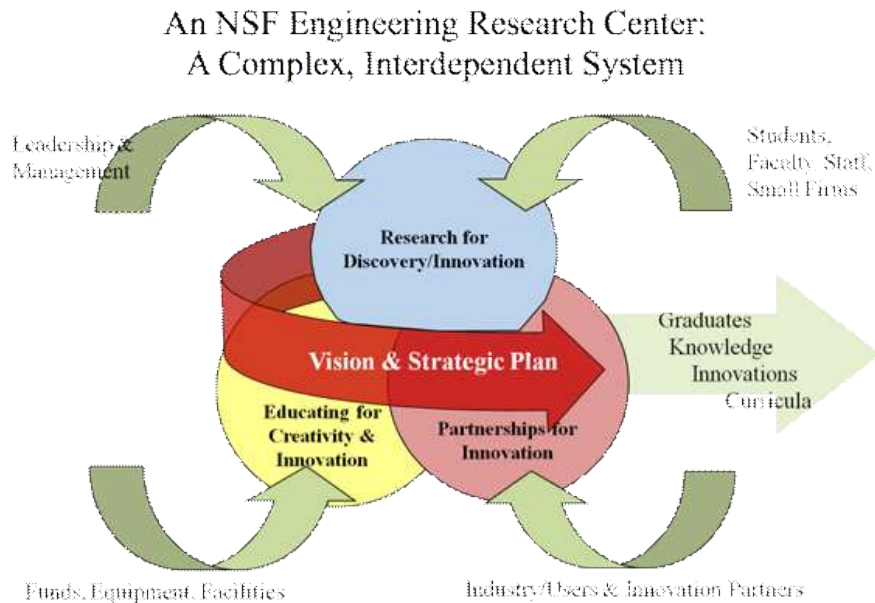 An NSF Engineering Research Center:
A Complex, Interdependent System
Leadership &
Management
Students,
Faculty, Staff,
Small Firms
Research for
Discovery/Innovation
Graduates
Knowledge
Innovations
Curricula
Vision & Strategic Plan
Educating for
Creativity &
Innovation
Partnerships for
Innovation
Funds, Equipment, Facilities
Industry/Users & Innovation Partners